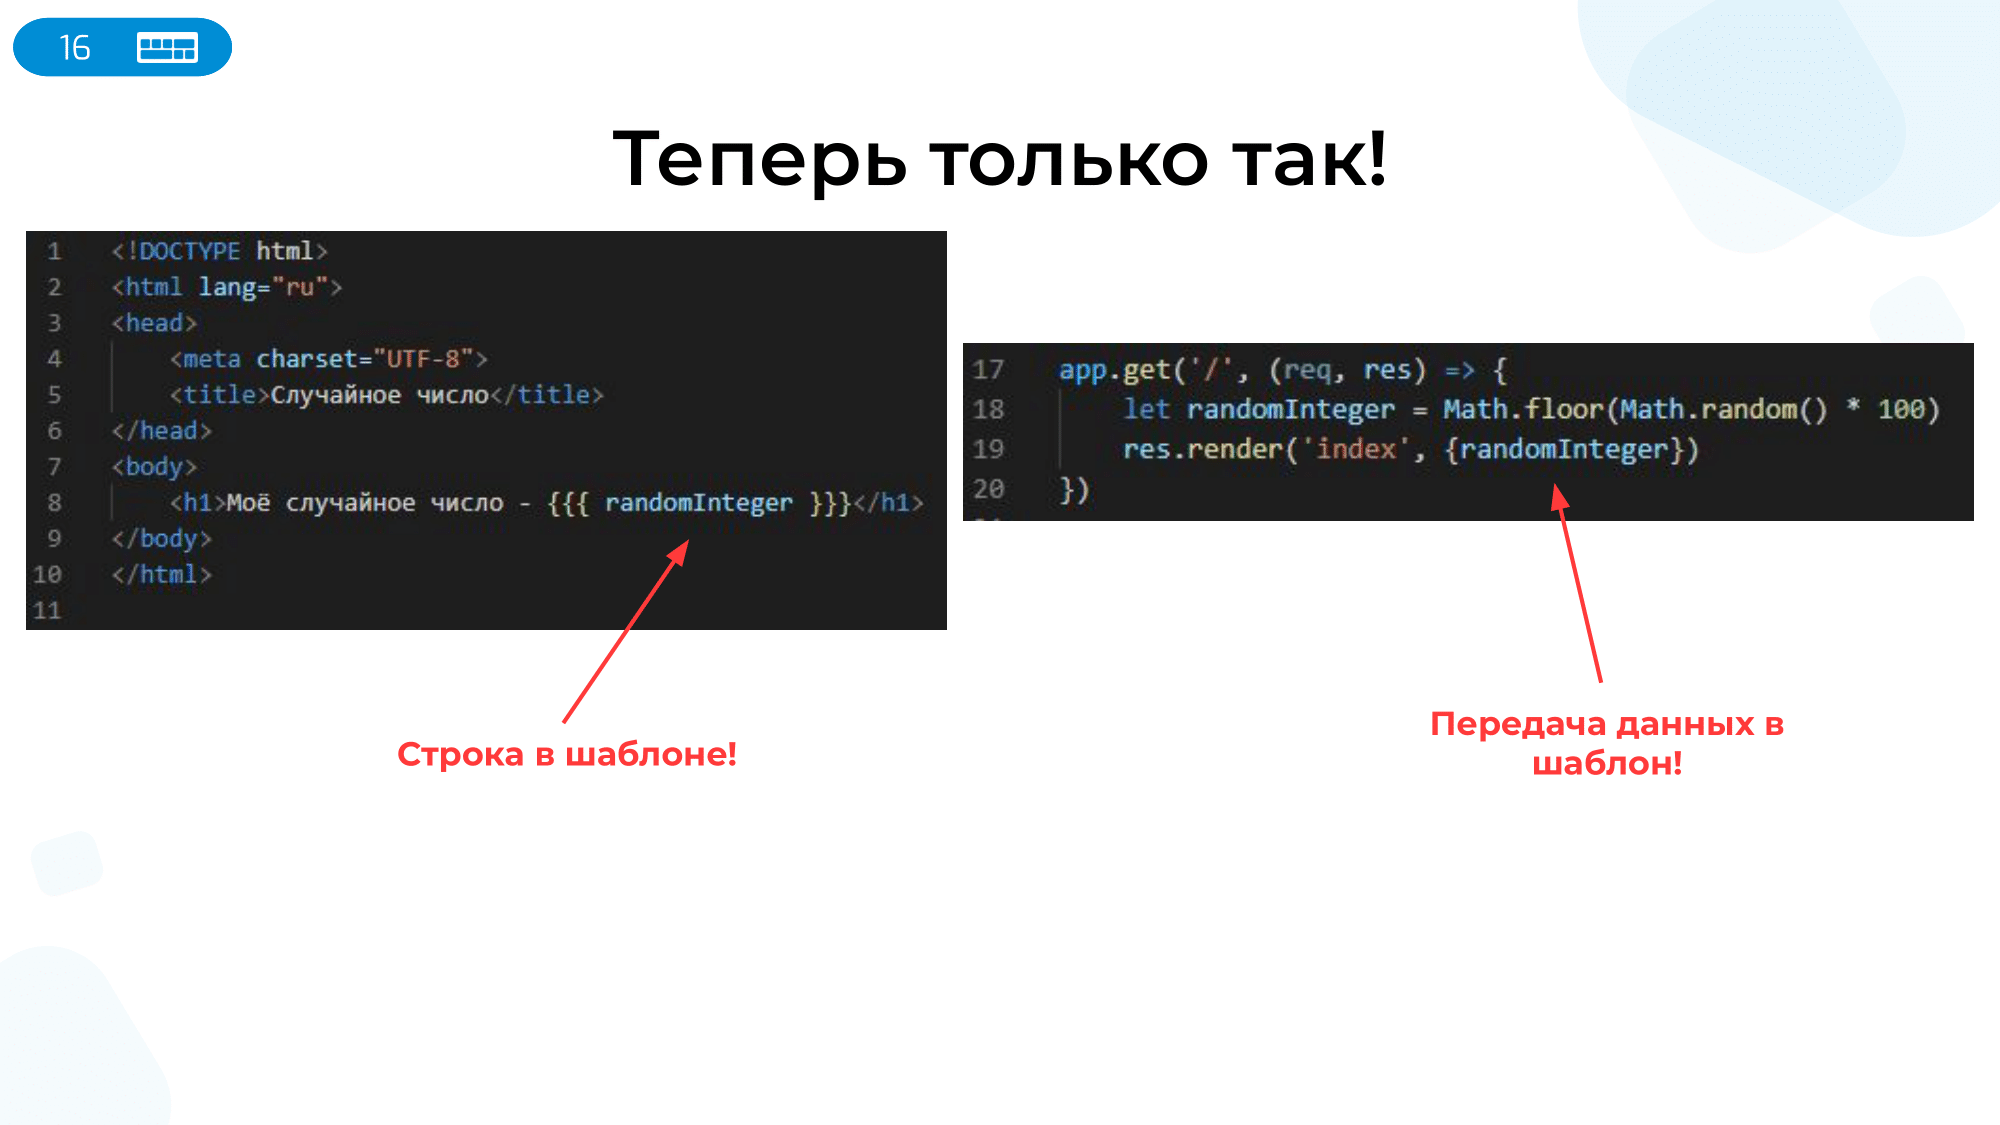 16
Теперь только так!
1 <!DOCTYPE html>
2 <html lang="ru">
3 <head>
4 <meta charset="UTF-8">
5 <title>Случайное число</title>
6 </head>
7 <body>
8 <h1>Моё случайное число - {{{ randomInteger }}}</h1>
9 </body>
10 </html>
11
17 app.get('/', (req, res) => {
18 let randomInteger = Math.floor(Math.random() * 100)
19 res.render('index', {randomInteger})
20 })
Строка в шаблоне!
Передача данных в
шаблон!